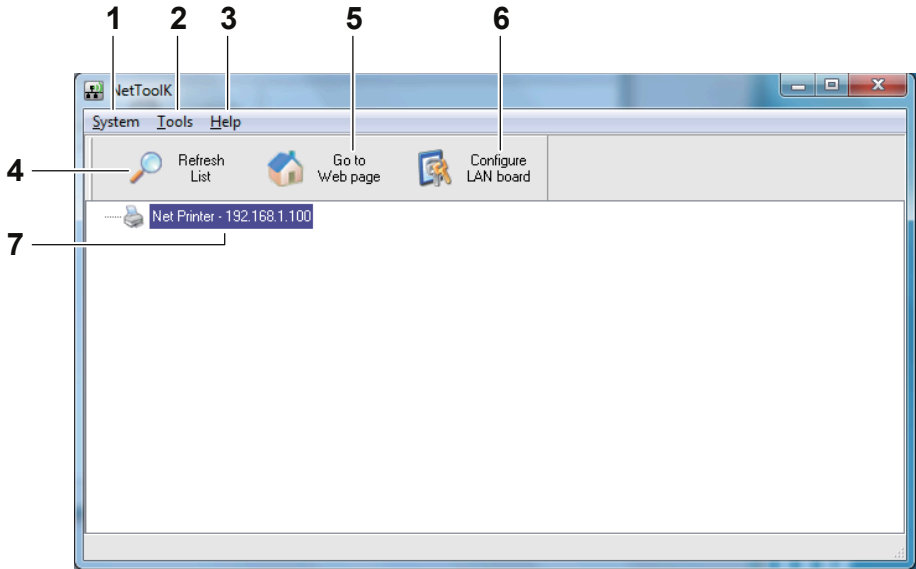 1 2 3 5 6
NetToolK
System Tools Help
4
Refresh
List
Go to
Web page
Configure
LAN board
7
Net Printer - 192.168.1.100